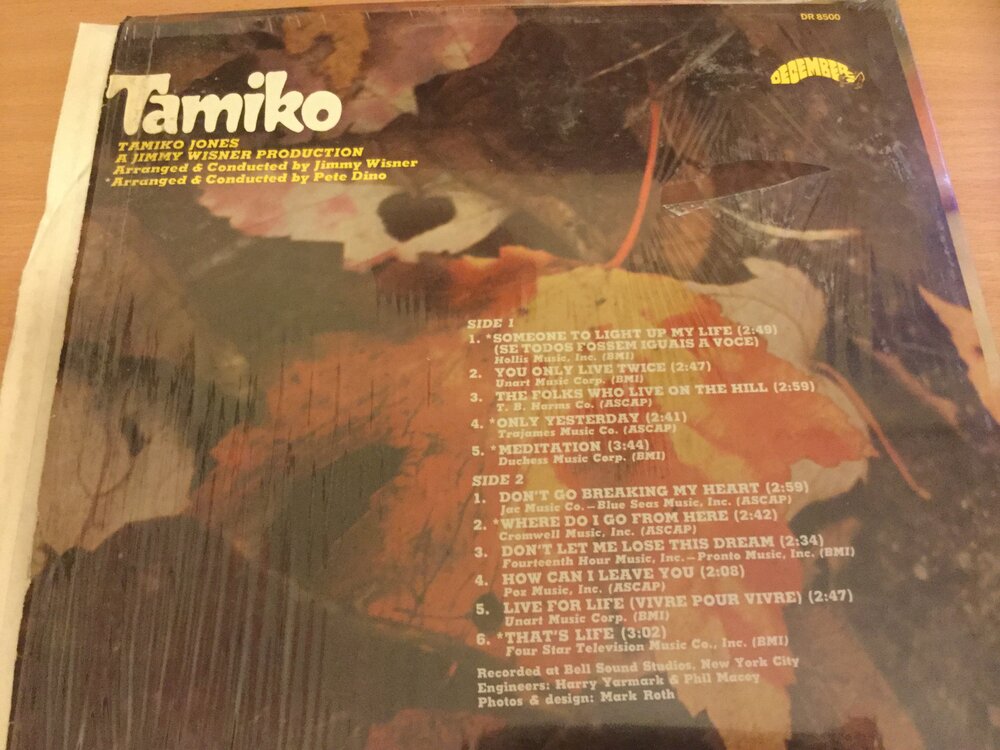 DR 8500
DECEMBER'S
Tamiko
TAMIKO JONES
A JIMMY WISNER PRODUCTION
Arranged & Conducted by Jimmy Wisner
*Arranged & Conducted by Pete Dino
SIDE 1
1. *SOMEONE TO LIGHT UP MY LIFE (2:49)
(SE TODOS FOSSEM IGUAIS A VOCE)
Hollis Music, Inc. (BMI)
2. YOU ONLY LIVE TWICE (2:47)
Unart Music Corp. (BMI)
3. THE FOLKS WHO LIVE ON THE HILL (2:59)
T. B. Harms Co. (ASCAP)
4. *ONLY YESTERDAY (2:41)
Trajames Music Co. (ASCAP)
5. *MEDITATION (3:44)
Duchess Music Corp. (BMI)
SIDE 2
1. DON'T GO BREAKING MY HEART (2:59)
Jac Music Co.—Blue Seas Music, Inc. (ASCAP)
2. *WHERE DO I GO FROM HERE (2:42)
Cromwell Music, Inc. (ASCAP)
3. DON'T LET ME LOSE THIS DREAM (2:34)
Fourteenth Hour Music, Inc.—Pronto Music, Inc. (BMI)
4. HOW CAN I LEAVE YOU (2:08)
Pox Music, Inc. (ASCAP)
5. LIVE FOR LIFE (VIVRE POUR VIVRE) (2:47)
Unart Music Corp. (BMI)
6. *THAT'S LIFE (3:02)
Four Star Television Music Co., Inc. (BMI)
Recorded at Bell Sound Studios, New York City
Engineers: Harry Yarmark & Phil Macey
Photos & design: Mark Roth